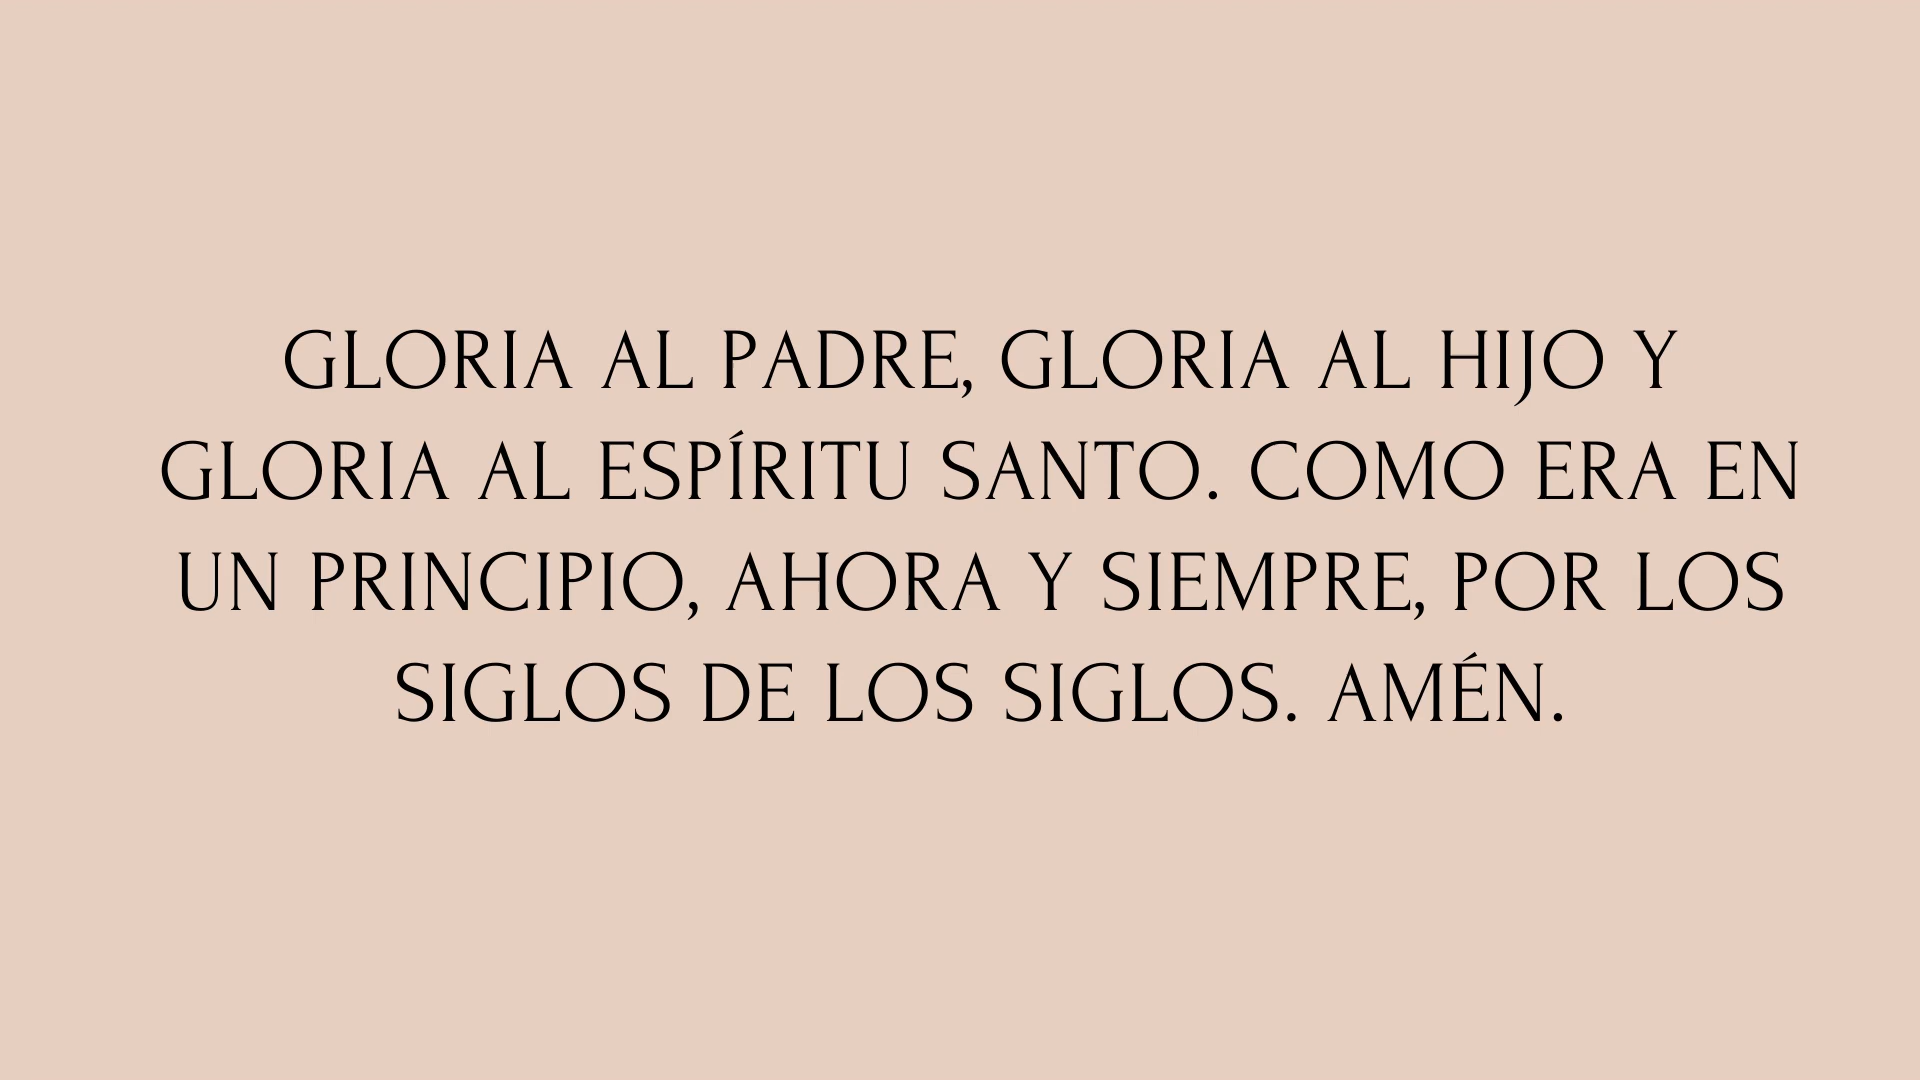 GLORIA AL PADRE, GLORIA AL HIJO Y
GLORIA AL ESPÍRITU SANTO. COMO ERA EN
UN PRINCIPIO, AHORA Y SIEMPRE, POR LOS
SIGLOS DE LOS SIGLOS. AMÉN.